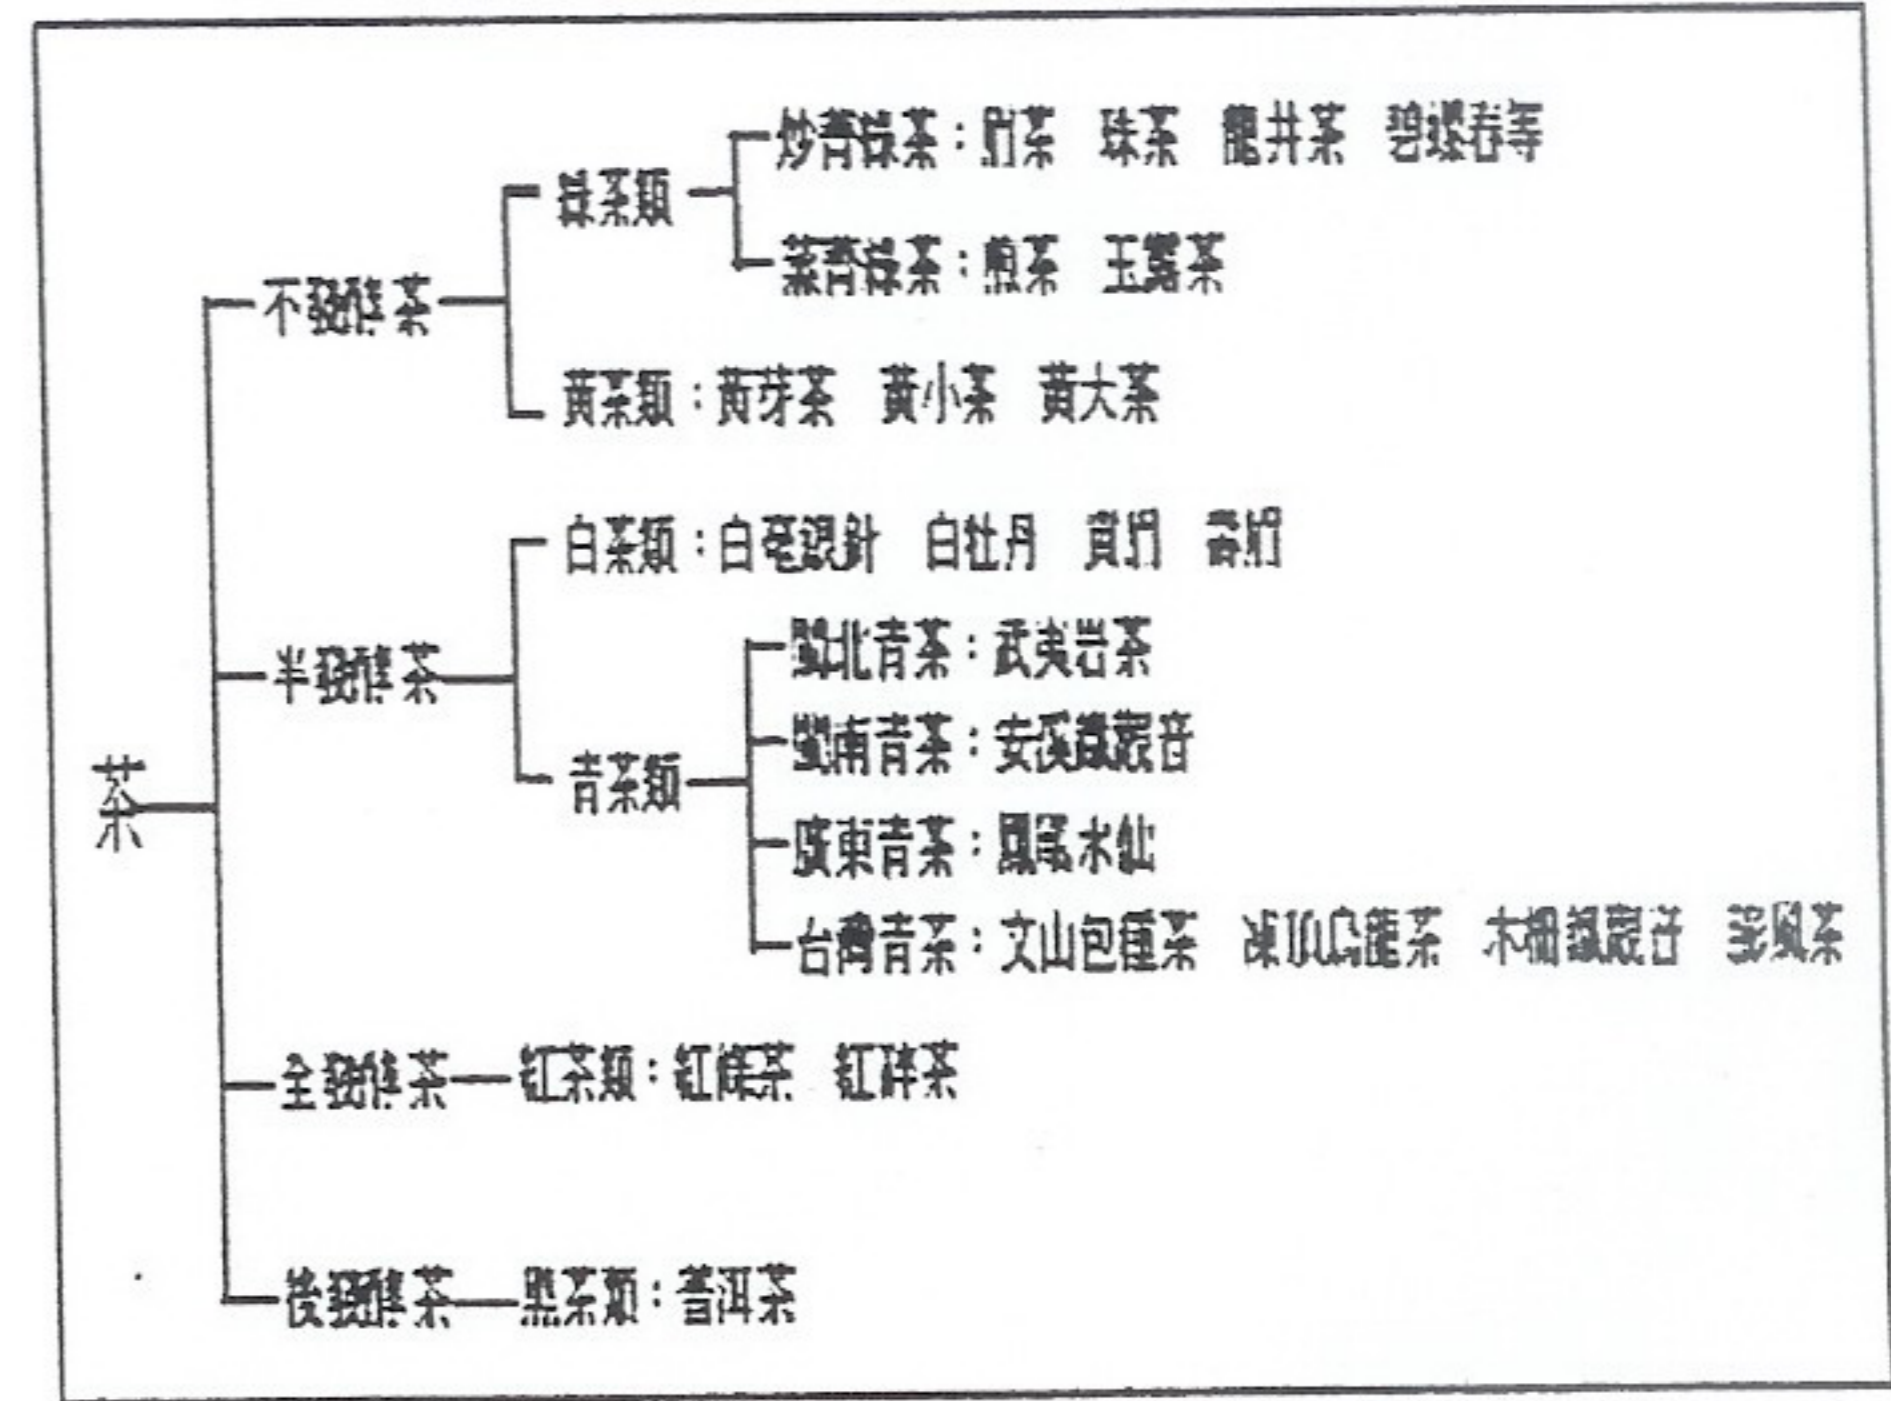 炒菁綠茶：眉茶 珠茶 龍井茶 碧螺春等
綠茶類
蒸菁綠茶：煎茶 玉露茶
不發酵茶
黃茶類：黃芽茶 黃小茶 黃大茶
白茶類：白毫銀針 白牡丹 貢眉 壽眉
閩北青茶：武夷岩茶
半發酵茶
閩南青茶：安溪鐵觀音
青茶類
茶
廣東青茶：鳳凰水仙
台灣青茶：文山包種茶 凍頂烏龍茶 木柵鐵觀音 膨風茶
全發酵茶 紅茶類：紅條茶 紅碎茶
後發酵茶 黑茶類：普洱茶